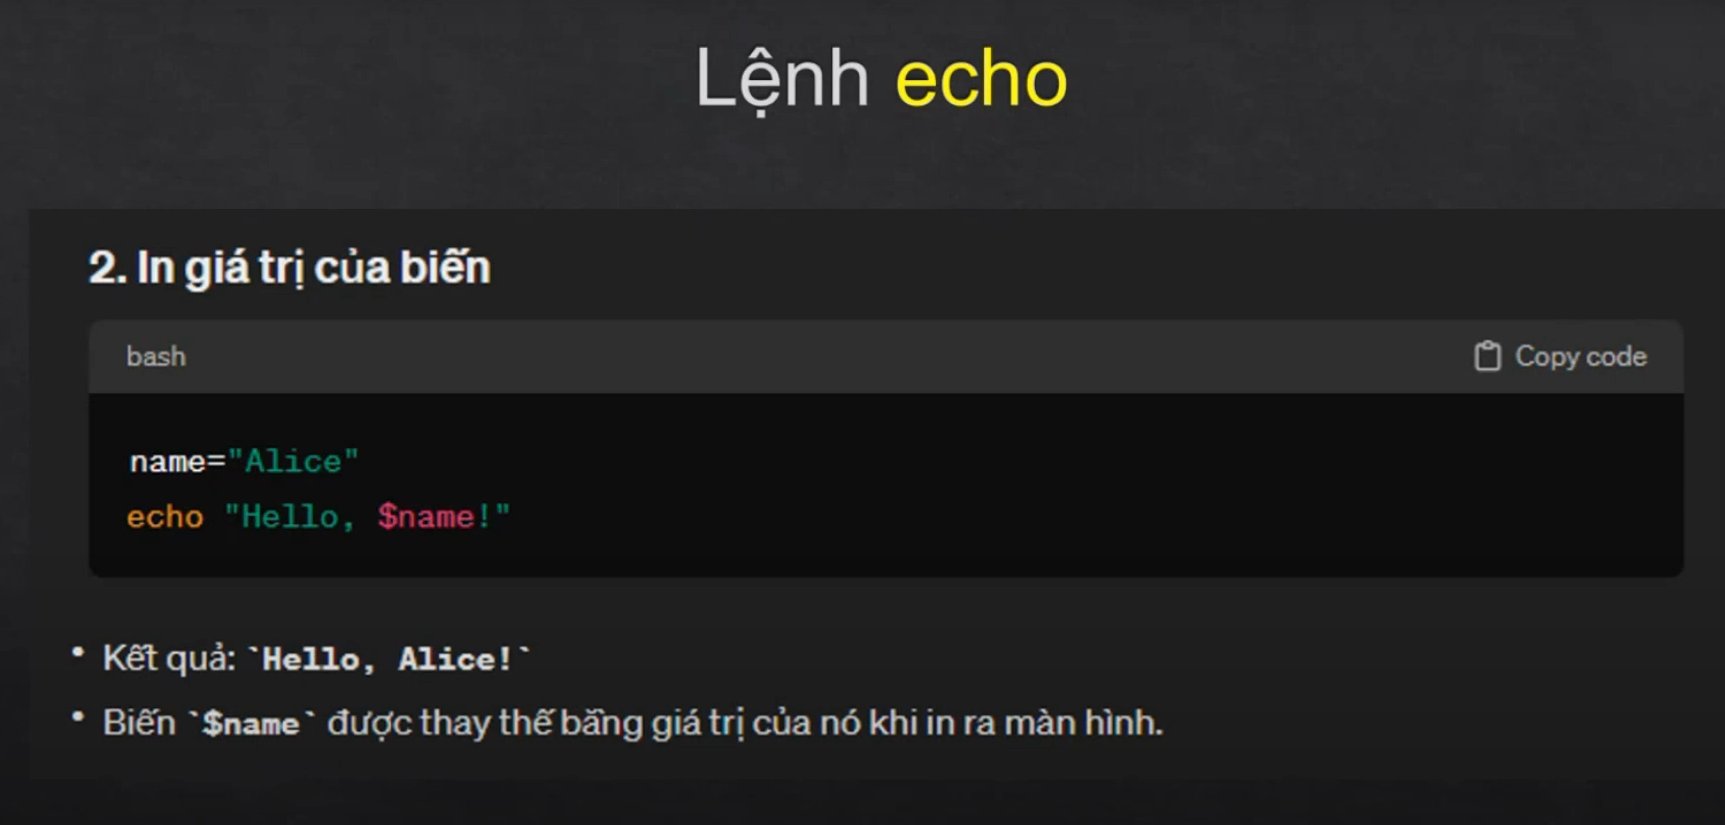 Lệnh echo
2. In giá trị của biến
bash
Copy code
name="Alice"
echo "Hello, $name!"
• Kết quả: `Hello, Alice!`
• Biến `$name` được thay thế bằng giá trị của nó khi in ra màn hình.